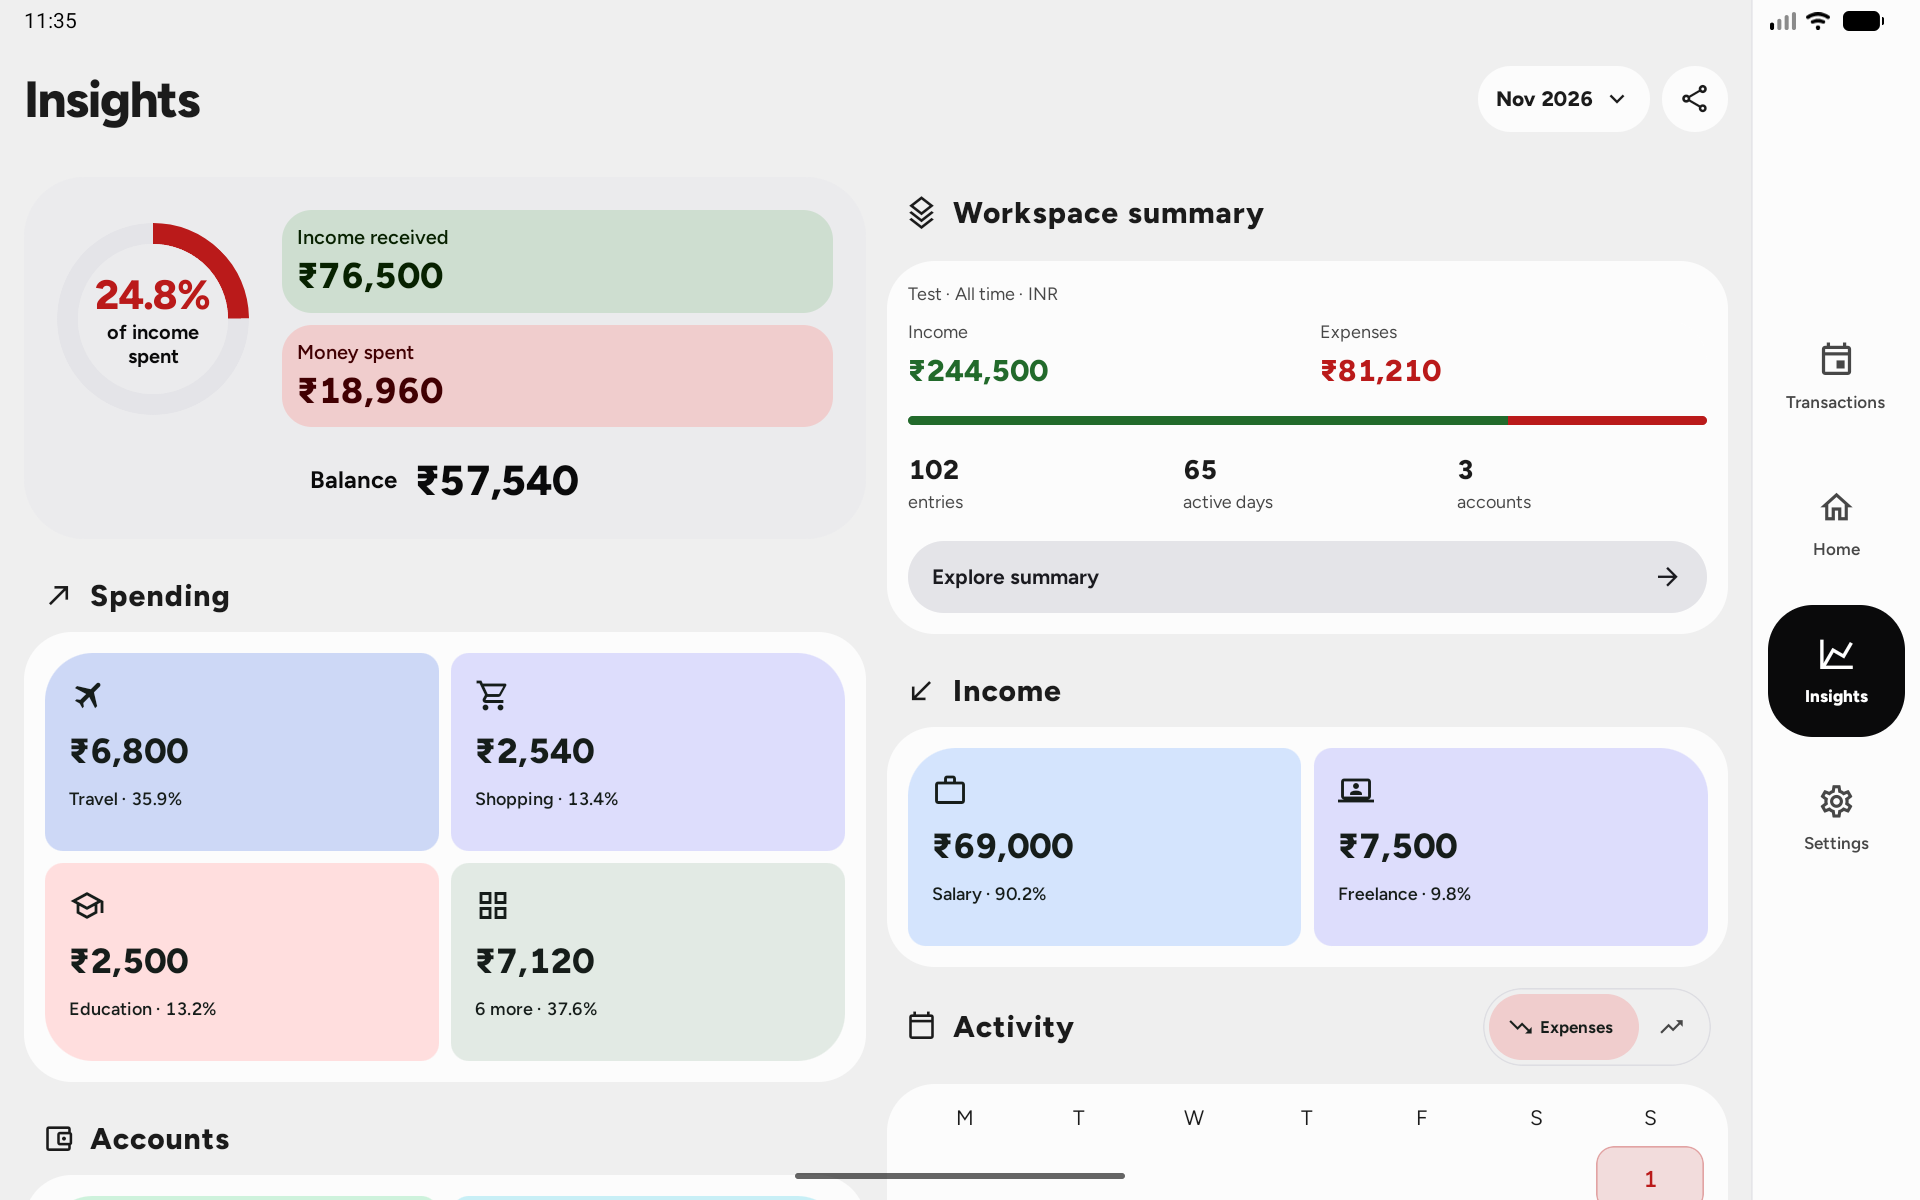 11:35
Insights
Nov 2026
24.8%
of income
spent
Income received
₹76,500
Money spent
₹18,960
Balance ₹57,540
Spending
₹6,800
Travel · 35.9%
₹2,540
Shopping · 13.4%
₹2,500
Education · 13.2%
₹7,120
6 more · 37.6%
Accounts
Workspace summary
Test · All time · INR
Income
₹244,500
Expenses
₹81,210
102
entries
65
active days
3
accounts
Explore summary
Income
₹69,000
Salary · 90.2%
₹7,500
Freelance · 9.8%
Activity
Expenses
M T W T F S S
1
Transactions
Home
Insights
Settings